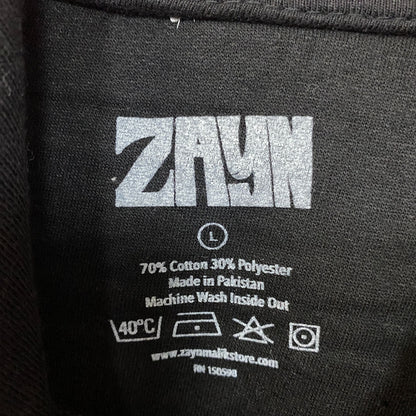 ZAYN
L
70% Cotton 30% Polyester
Made in Pakistan
Machine Wash Inside Out
40°C
www.zaynmalikstore.com
RN 150598